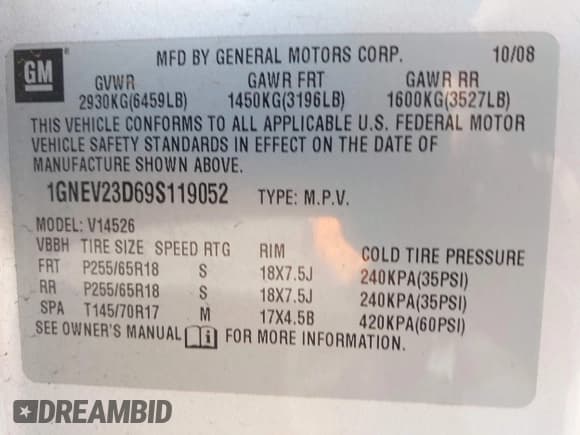 GM
MFD BY GENERAL MOTORS CORP. 10/08
GVWR GAWR FRT GAWR RR
2930KG(6459LB) 1450KG(3196LB) 1600KG(3527LB)
THIS VEHICLE CONFORMS TO ALL APPLICABLE U.S. FEDERAL MOTOR
VEHICLE SAFETY STANDARDS IN EFFECT ON THE DATE OF
MANUFACTURE SHOWN ABOVE.
1GNEV23D69S119052 TYPE: M.P.V.
MODEL: V14526
VBBH TIRE SIZE SPEED RTG RIM COLD TIRE PRESSURE
FRT P255/65R18 S 18X7.5J 240KPA(35PSI)
RR P255/65R18 S 18X7.5J 240KPA(35PSI)
SPA T145/70R17 M 17X4.5B 420KPA(60PSI)
SEE OWNER'S MANUAL FOR MORE INFORMATION.
DREAMBID